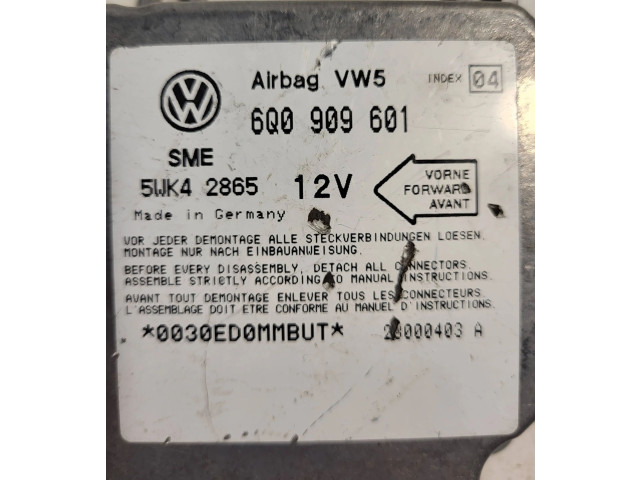 Airbag VW5 INDEX 04
6Q0 909 601
SME
5WK4 2865 12V
VORNE
FORWARD
AVANT
Made in Germany
VOR JEDER DEMONTAGE ALLE STECKVERBINDUNGEN LOESEN.
MONTAGE NUR NACH EINBAUANWEISUNG.
BEFORE EVERY DISASSEMBLY, DETACH ALL CONNECTORS.
ASSEMBLE STRICTLY ACCORDING TO MANUAL INSTRUCTIONS.
AVANT TOUT DEMONTAGE ENLEVER TOUS LES CONNECTEURS.
L'ASSEMBLAGE DOIT ETRE CONFORME AU MANUEL D'INSTRUCTIONS.
*0030ED0MMBUT* A